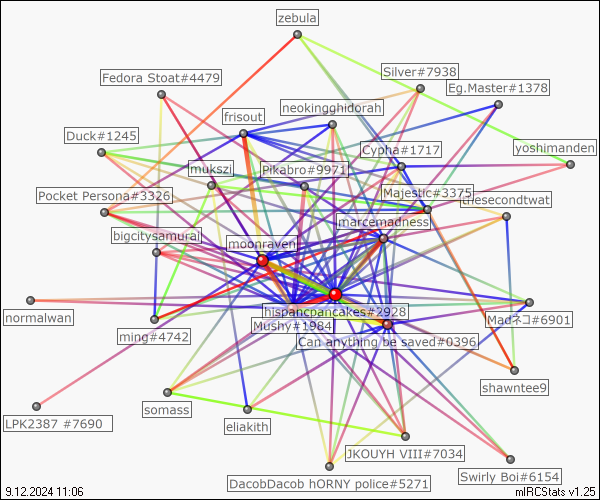 zebula
Silver#7938
Fedora Stoat#4479
Eg.Master#1378
neokingghidorah
frisout
Duck#1245
Cypha#1717
yoshimanden
mukszi
Pikabro#9971
Pocket Persona#3326
Majestic#3375
thesecondtwat
marcemadness
bigcitysamurai
moonraven
hispancpancakes#2928
normalwan
Mushy#1984
Madネコ#6901
ming#4742
Can anything be saved#0396
shawntee9
somass
LPK2387 #7690
eliakith
JKOUYH VIII#7034
Swirly Boi#6154
DacobDacob hORNY police#5271
9.12.2024 11:06
mIRCStats v1.25